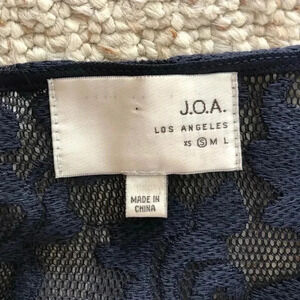 J.O.A.
LOS ANGELES
XS S M L
MADE IN
CHINA